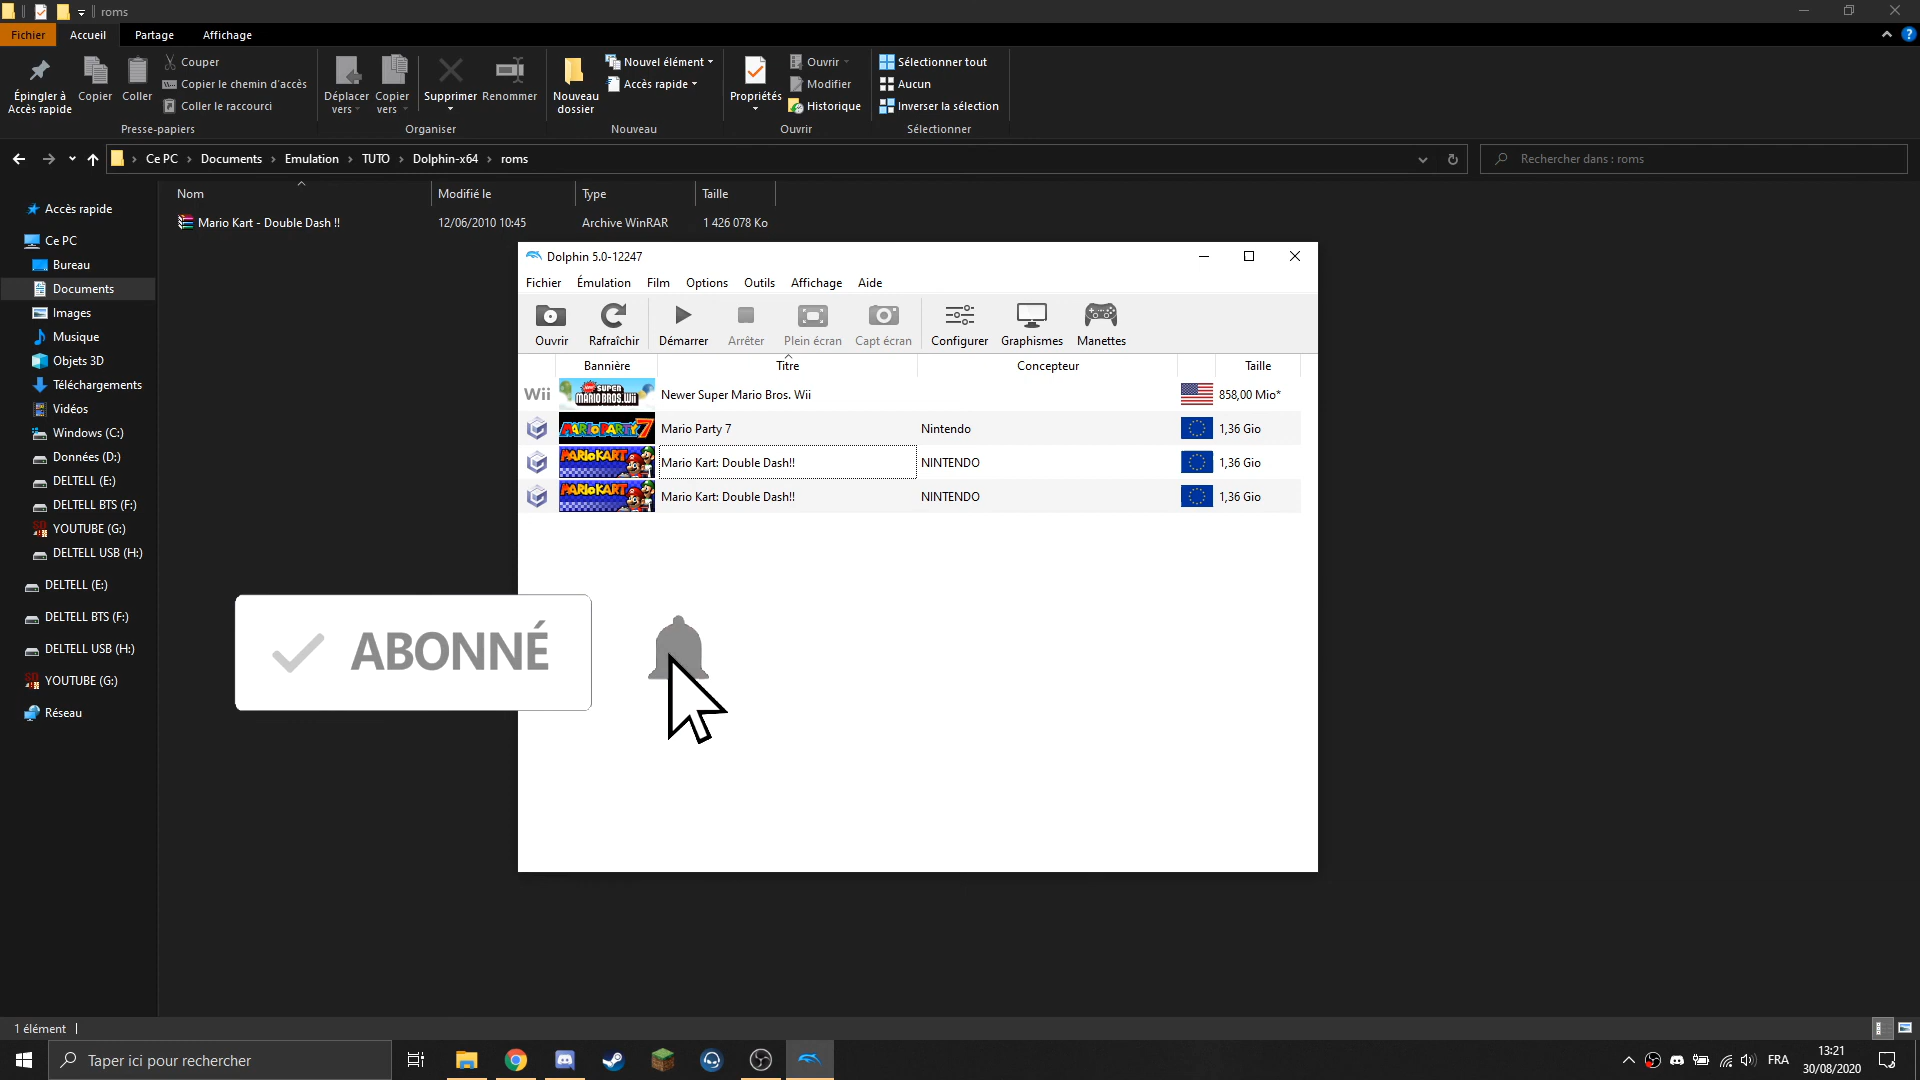 roms
Fichier Accueil Partage Affichage
Épingler à
Accès rapide
Copier
Coller
Couper
Copier le chemin d'accès
Coller le raccourci
Presse-papiers
Déplacer
vers
Copier
vers
Supprimer
Renommer
Organiser
Nouveau
dossier
Nouvel élément
Accès rapide
Nouveau
Propriétés
Ouvrir
Modifier
Historique
Ouvrir
Sélectionner tout
Aucun
Inverser la sélection
Sélectionner
Ce PC Documents Emulation TUTO Dolphin-x64 roms
Rechercher dans : roms
Nom Modifié le Type Taille
Mario Kart - Double Dash !! 12/06/2010 10:45 Archive WinRAR 1 426 078 Ko
Accès rapide
Ce PC
Bureau
Documents
Images
Musique
Objets 3D
Téléchargements
Vidéos
Windows (C:)
Données (D:)
DELTELL (E:)
DELTELL BTS (F:)
YOUTUBE (G:)
DELTELL USB (H:)
DELTELL (E:)
DELTELL BTS (F:)
DELTELL USB (H:)
YOUTUBE (G:)
Réseau
Dolphin 5.0-12247
Fichier Émulation Film Options Outils Affichage Aide
Ouvrir Rafraîchir Démarrer Arrêter Plein écran Capt écran Configurer Graphismes Manettes
Bannière Titre Concepteur Taille
Wii SUPER MARIO BROS.Wii Newer Super Mario Bros. Wii 858,00 Mio*
MARIO PARTY 7 Mario Party 7 Nintendo 1,36 Gio
MARIOKART Mario Kart: Double Dash!! NINTENDO 1,36 Gio
MARIOKART Mario Kart: Double Dash!! NINTENDO 1,36 Gio
ABONNÉ
1 élément
Taper ici pour rechercher
FRA
13:21
30/08/2020